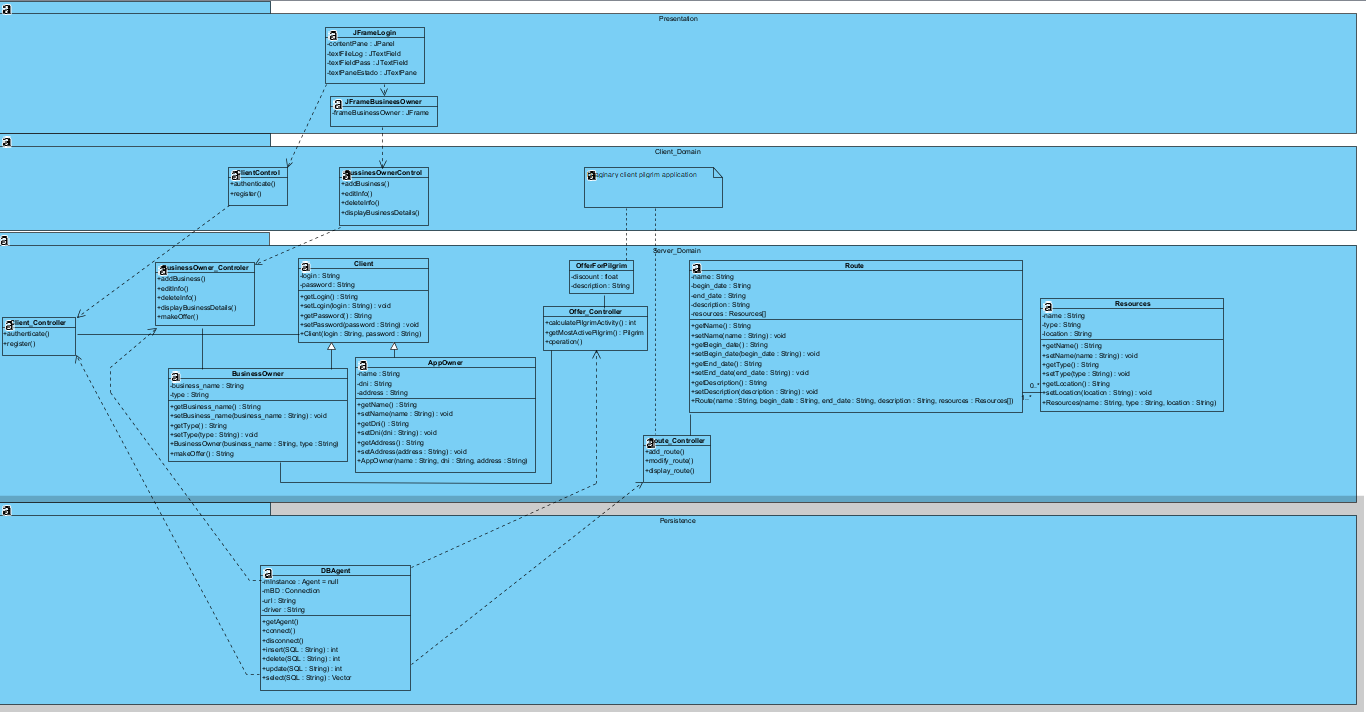 a
Presentation
a JFrameLogin
-contentPane : JPanel
-textFileLog : JTextField
-textFieldPass : JTextField
-textPaneEstado : JTextPane
a JFrameBusineesOwner
-frameBusinessOwner : JFrame
a
Client_Domain
a ClientControl
+authenticate()
+register()
a BussinesOwnerControl
+addBusiness()
+editInfo()
+deleteInfo()
+displayBusinessDetails()
a aginary client pilgrim application
a
Server_Domain
a Client_Controller
+authenticate()
+register()
a BusinessOwner_Controler
+addBusiness()
+editInfo()
+deleteInfo()
+displayBusinessDetails()
+makeOffer()
a Client
-login : String
-password : String
+getLogin() : String
+setLogin(login : String) : void
+getPassword() : String
+setPassword(password : String) : void
+Client(login : String, password : String)
a BusinessOwner
-business_name : String
-type : String
+getBusiness_name() : String
+setBusiness_name(business_name : String) : void
+getType() : String
+setType(type : String) : void
+BusinessOwner(business_name : String, type : String)
+makeOffer() : String
a AppOwner
-name : String
-dni : String
-address : String
+getName() : String
+setName(name : String) : void
+getDni() : String
+setDni(dni : String) : void
+getAddress() : String
+setAddress(address : String) : void
+AppOwner(name : String, dni : String, address : String)
OfferForPilgrim
-discount : float
-description : String
Offer_Controller
+calculatePilgrimActivity() : int
+getMostActivePilgrim() : Pilgrim
+operation()
a Route
-name : String
-begin_date : String
-end_date : String
-description : String
-resources : Resources[]
+getName() : String
+setName(name : String) : void
+getBegin_date() : String
+setBegin_date(begin_date : String) : void
+getEnd_date() : String
+setEnd_date(end_date : String) : void
+getDescription() : String
+setDescription(description : String) : void
+Route(name : String, begin_date : String, end_date : String, description : String, resources : Resources[])
0..*
1..*
a Resources
-name : String
-type : String
-location : String
+getName() : String
+setName(name : String) : void
+getType() : String
+setType(type : String) : void
+getLocation() : String
+setLocation(location : String) : void
+Resources(name : String, type : String, location : String)
a Route_Controller
+add_route()
+modify_route()
+display_route()
a
Persistence
a DBAgent
-mInstance : Agent = null
-mBD : Connection
-url : String
-driver : String
+getAgent()
+connect()
+disconnect()
+insert(SQL : String) : int
+delete(SQL : String) : int
+update(SQL : String) : int
+select(SQL : String) : Vector